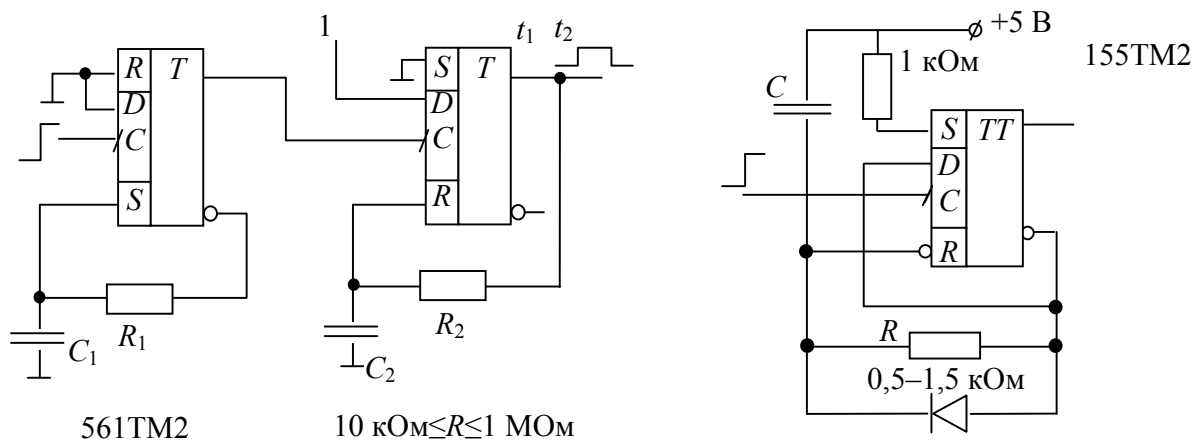 1
t₁ t₂
R T
D
C
S
S T
D
C
R
R₁
C₁
R₂
C₂
561ТМ2
10 кОм≤R≤1 МОм
+5 В
1 кОм
155ТМ2
C
S TT
D
C
R
R
0,5–1,5 кОм